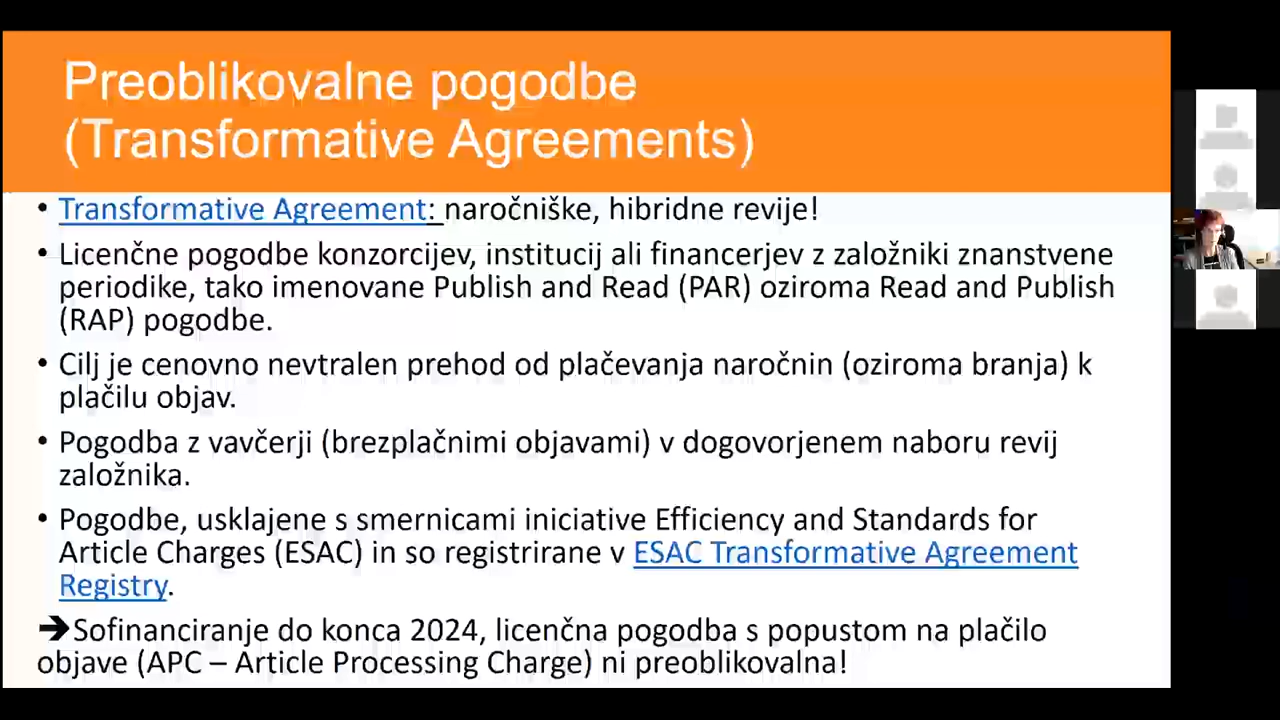 Preoblikovalne pogodbe
(Transformative Agreements)
• Transformative Agreement: naročniške, hibridne revije!
• Licenčne pogodbe konzorcijev, institucij ali financerjev z založniki znanstvene
periodike, tako imenovane Publish and Read (PAR) oziroma Read and Publish
(RAP) pogodbe.
• Cilj je cenovno nevtralen prehod od plačevanja naročnin (oziroma branja) k
plačilu objav.
• Pogodba z vavčerji (brezplačnimi objavami) v dogovorjenem naboru revij
založnika.
• Pogodbe, usklajene s smernicami iniciative Efficiency and Standards for
Article Charges (ESAC) in so registrirane v ESAC Transformative Agreement
Registry.
➔Sofinanciranje do konca 2024, licenčna pogodba s popustom na plačilo
objave (APC – Article Processing Charge) ni preoblikovalna!